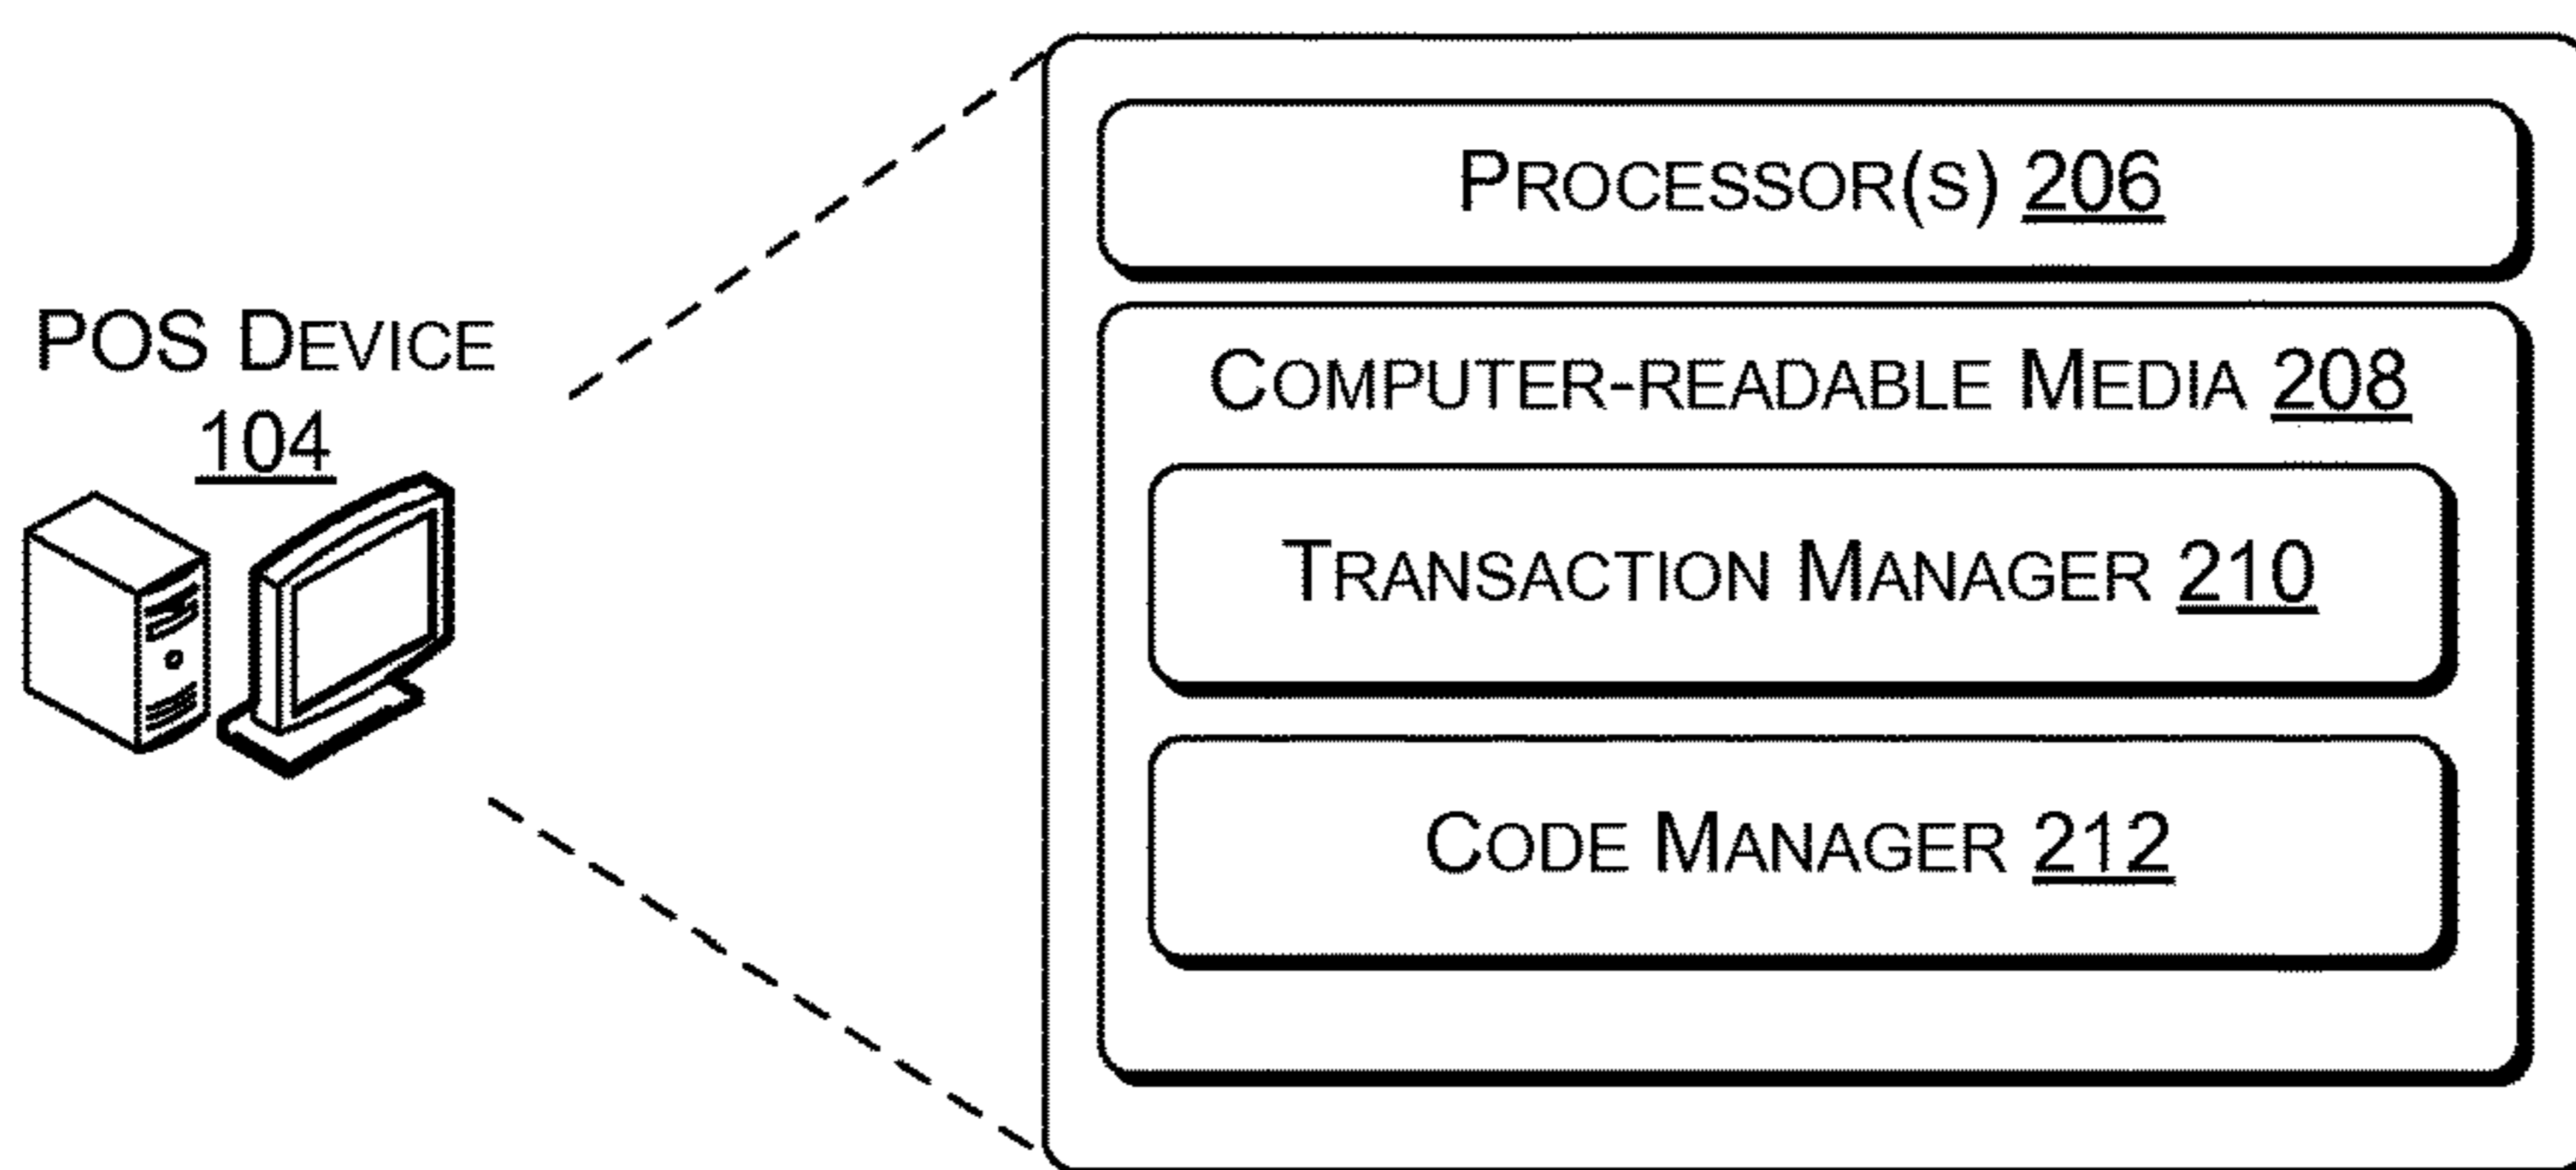 POS DEVICE
104
PROCESSOR(S) 206
COMPUTER-READABLE MEDIA 208
TRANSACTION MANAGER 210
CODE MANAGER 212